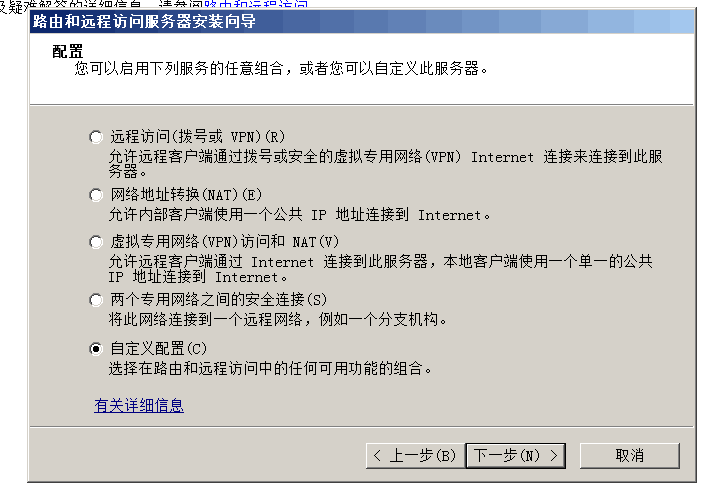 及疑难解答的详细信息，请参阅路由和远程访问
路由和远程访问服务器安装向导
配置
您可以启用下列服务的任意组合，或者您可以自定义此服务器。
远程访问(拨号或 VPN)(R)
允许远程客户端通过拨号或安全的虚拟专用网络(VPN) Internet 连接来连接到此服
务器。
网络地址转换(NAT)(E)
允许内部客户端使用一个公共 IP 地址连接到 Internet。
虚拟专用网络(VPN)访问和 NAT(V)
允许远程客户端通过 Internet 连接到此服务器，本地客户端使用一个单一的公共
IP 地址连接到 Internet。
两个专用网络之间的安全连接(S)
将此网络连接到一个远程网络，例如一个分支机构。
自定义配置(C)
选择在路由和远程访问中的任何可用功能的组合。
有关详细信息
< 上一步(B) 下一步(N) > 取消